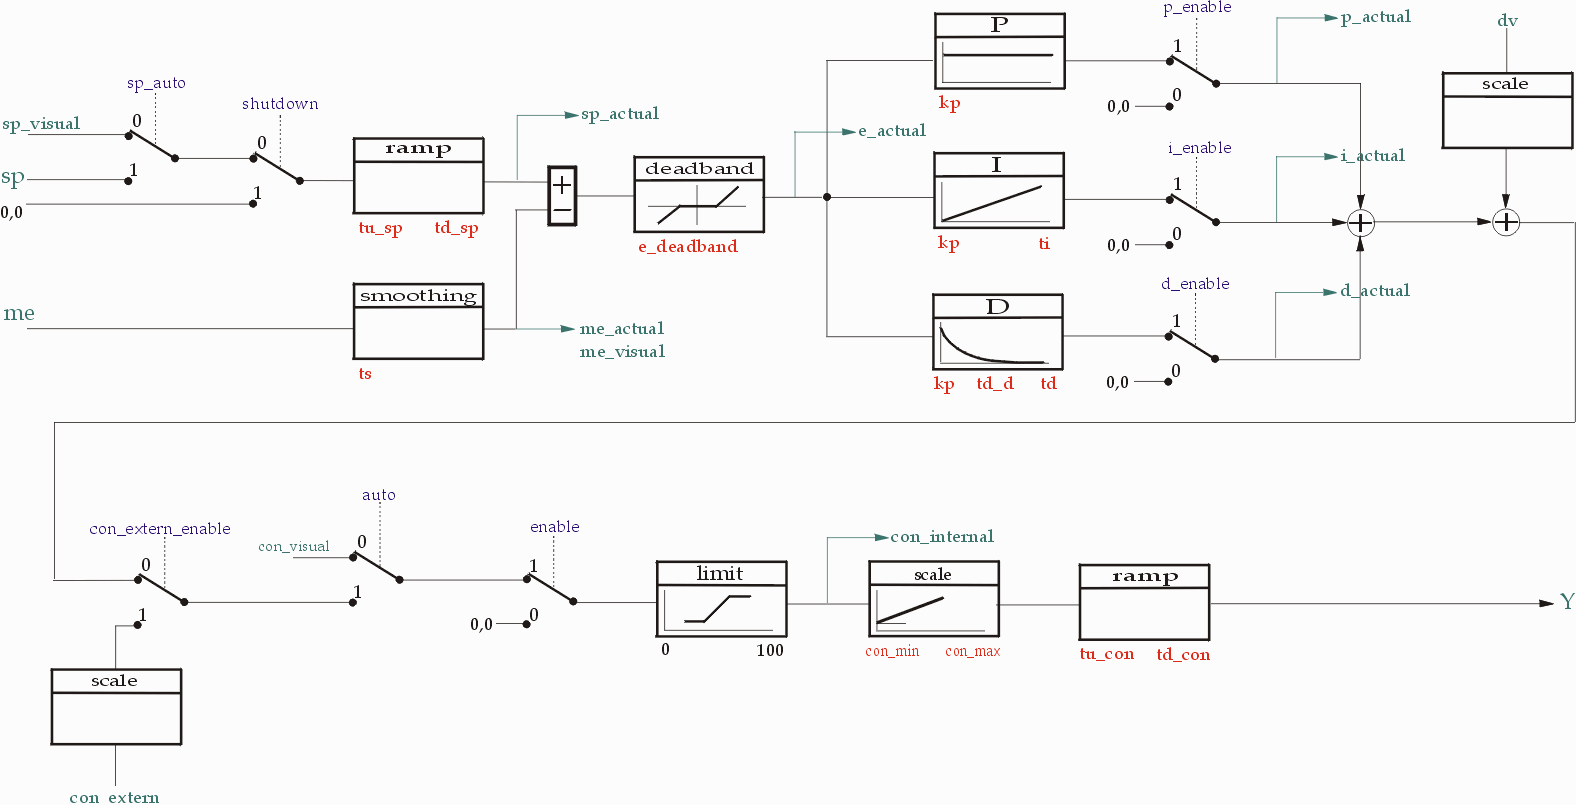 P
p_enable
p_actual
dv
1
scale
sp_auto
kp
0,0
0
shutdown
sp_visual
0
sp_actual
0
ramp
e_actual
i_enable
i_actual
deadband
I
sp
1
+
1
0,0
1
−
tu_sp
td_sp
e_deadband
kp
ti
0,0
0
+
+
smoothing
D
d_enable
d_actual
me
me_actual
1
me_visual
ts
kp
td_d
td
0,0
0
auto
con_extern_enable
enable
con_visual
0
con_internal
0
1
limit
scale
ramp
1
1
0,0
0
Y
0
100
con_min
con_max
tu_con
td_con
scale
con_extern